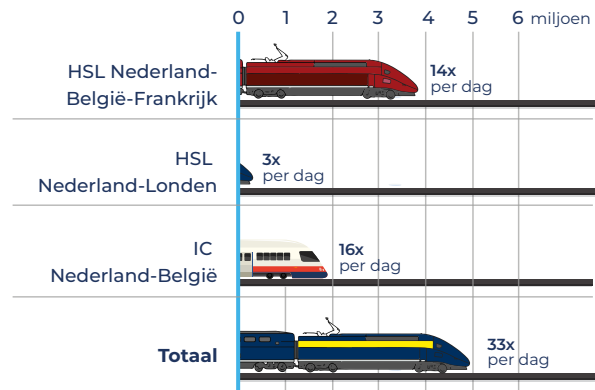 0 1 2 3 4 5 6 miljoen
HSL Nederland-
België-Frankrijk
14x
per dag
HSL
Nederland-Londen
3x
per dag
IC
Nederland-België
16x
per dag
Totaal
33x
per dag